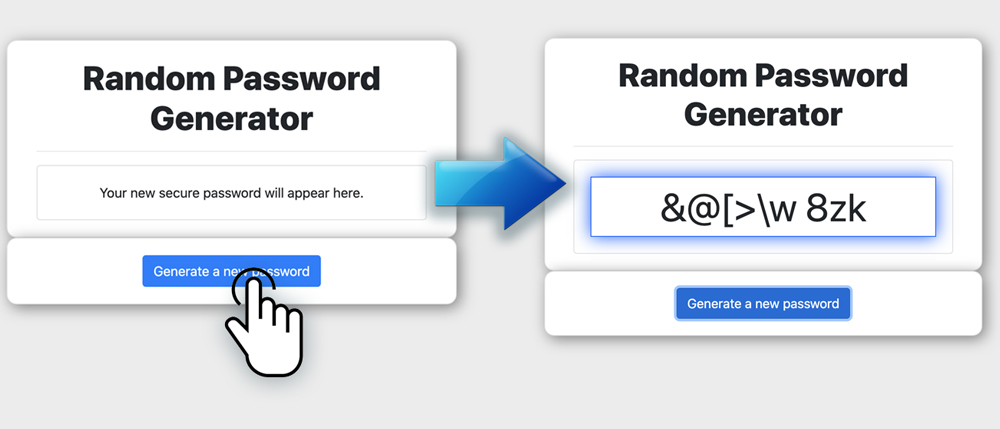 Random Password
Generator
Your new secure password will appear here.
Generate a new password
Random Password
Generator
&@[>\w 8zk
Generate a new password